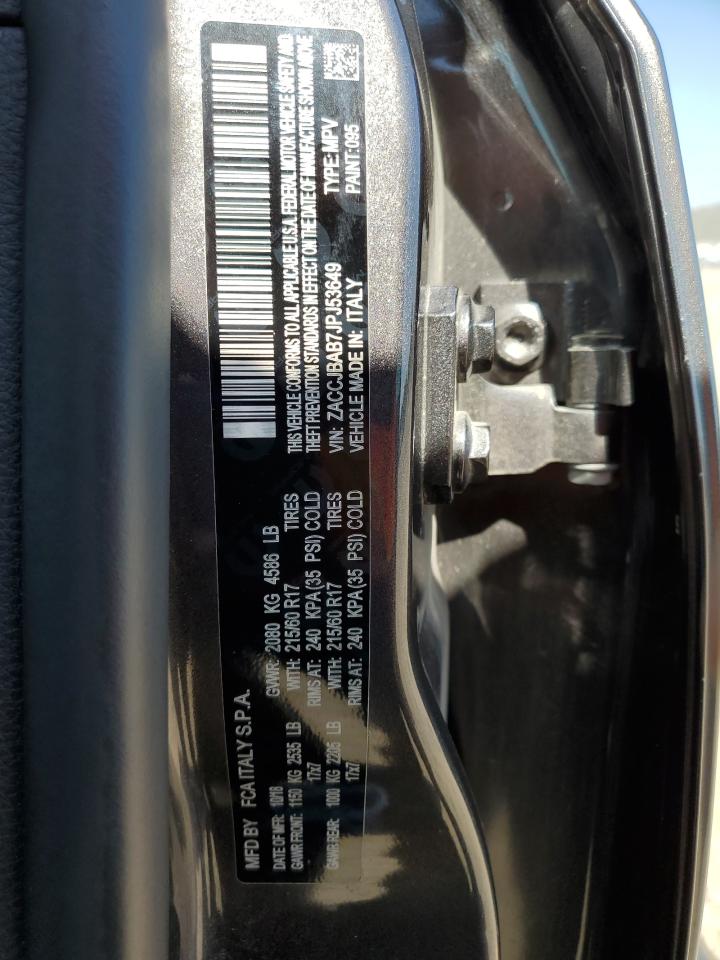 MFD BY FCA ITALY S.P.A.
DATE OF MFR: 10/18 GVWR: 2080 KG 4586 LB
GAWR FRONT: 1150 KG 2535 LB WITH: 215/60 R17 TIRES
17x7 RIMS AT: 240 KPA(35 PSI) COLD
GAWR REAR: 1000 KG 2205 LB WITH: 215/60 R17 TIRES
17x7 RIMS AT: 240 KPA(35 PSI) COLD
THIS VEHICLE CONFORMS TO ALL APPLICABLE U.S.A. FEDERAL MOTOR VEHICLE SAFETY AND
THEFT PREVENTION STANDARDS IN EFFECT ON THE DATE OF MANUFACTURE SHOWN ABOVE
VIN: ZACCJBAB7JPJ53649 TYPE:MPV
VEHICLE MADE IN: ITALY PAINT:095